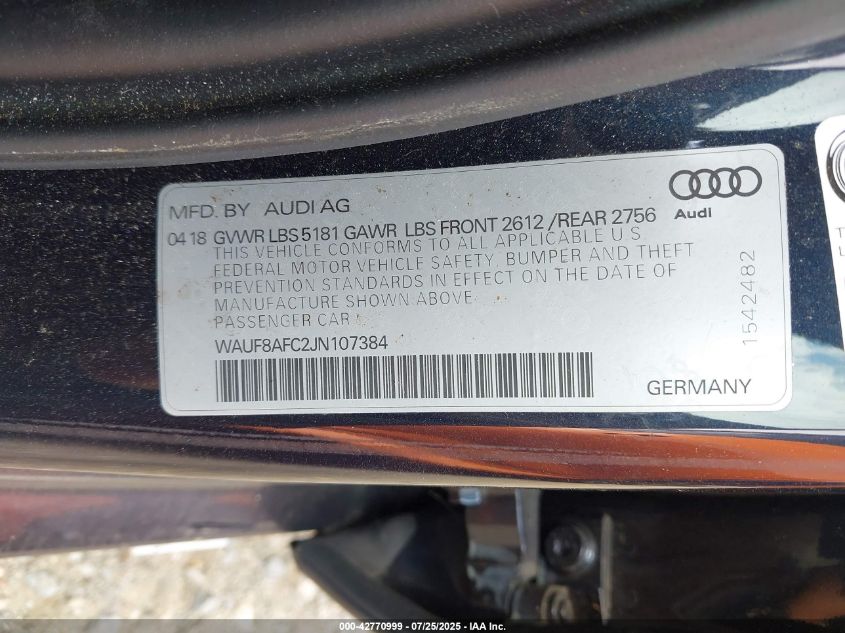 MFD. BY AUDI AG
Audi
04 18 GVWR LBS 5181 GAWR LBS FRONT 2612 /REAR 2756
THIS VEHICLE CONFORMS TO ALL APPLICABLE U.S.
FEDERAL MOTOR VEHICLE SAFETY, BUMPER AND THEFT
PREVENTION STANDARDS IN EFFECT ON THE DATE OF
MANUFACTURE SHOWN ABOVE.
PASSENGER CAR
WAUF8AFC2JN107384
GERMANY
1542482
000-42770999 - 07/25/2025 - IAA Inc.